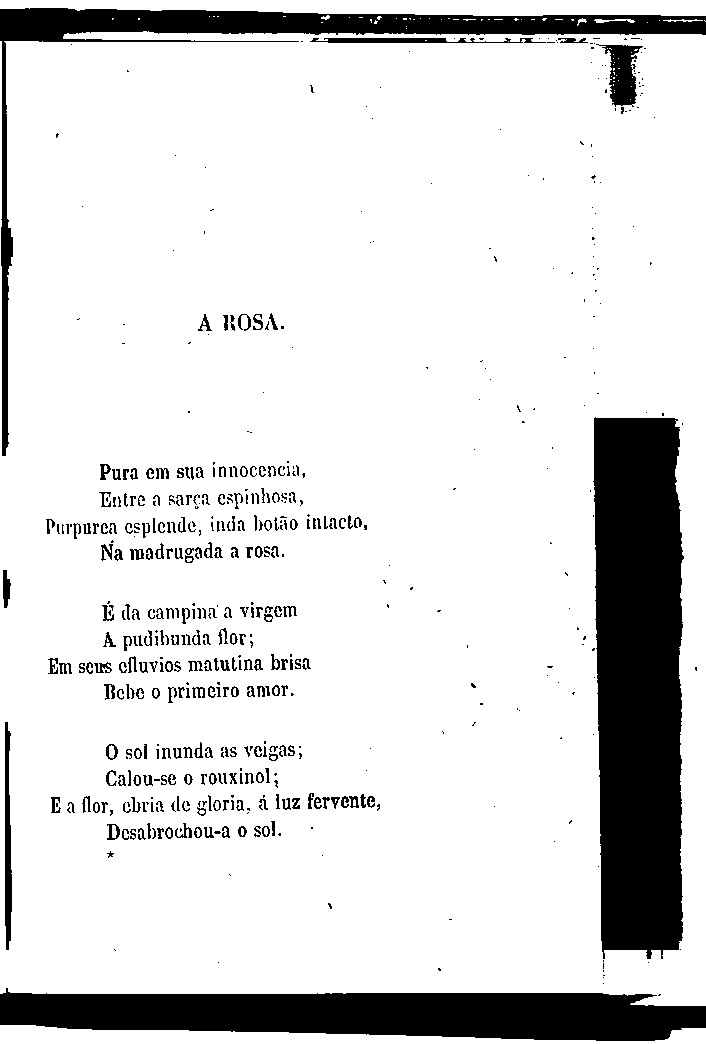 A ROSA.
Pura em sua innocencia,
Entre a sarça espinhosa,
Purpurea esplende, inda botão intacto,
Na madrugada a rosa.
É da campina a virgem
A pudibunda flor;
Em seus effluvios matutina brisa
Bebe o primeiro amor.
O sol inunda as veigas;
Calou-se o rouxinol;
E a flor, ebria de gloria, á luz fervente,
Desabrochou-a o sol.
*